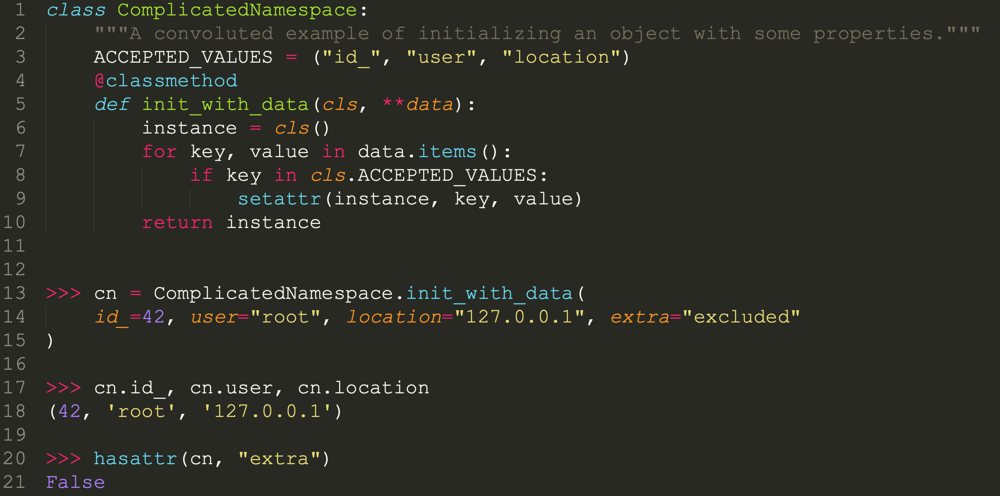 1 class ComplicatedNamespace:
2     """A convoluted example of initializing an object with some properties."""
3     ACCEPTED_VALUES = ("id_", "user", "location")
4     @classmethod
5     def init_with_data(cls, **data):
6         instance = cls()
7         for key, value in data.items():
8             if key in cls.ACCEPTED_VALUES:
9                 setattr(instance, key, value)
10         return instance
11
12
13 >>> cn = ComplicatedNamespace.init_with_data(
14     id_=42, user="root", location="127.0.0.1", extra="excluded"
15 )
16
17 >>> cn.id_, cn.user, cn.location
18 (42, 'root', '127.0.0.1')
19
20 >>> hasattr(cn, "extra")
21 False